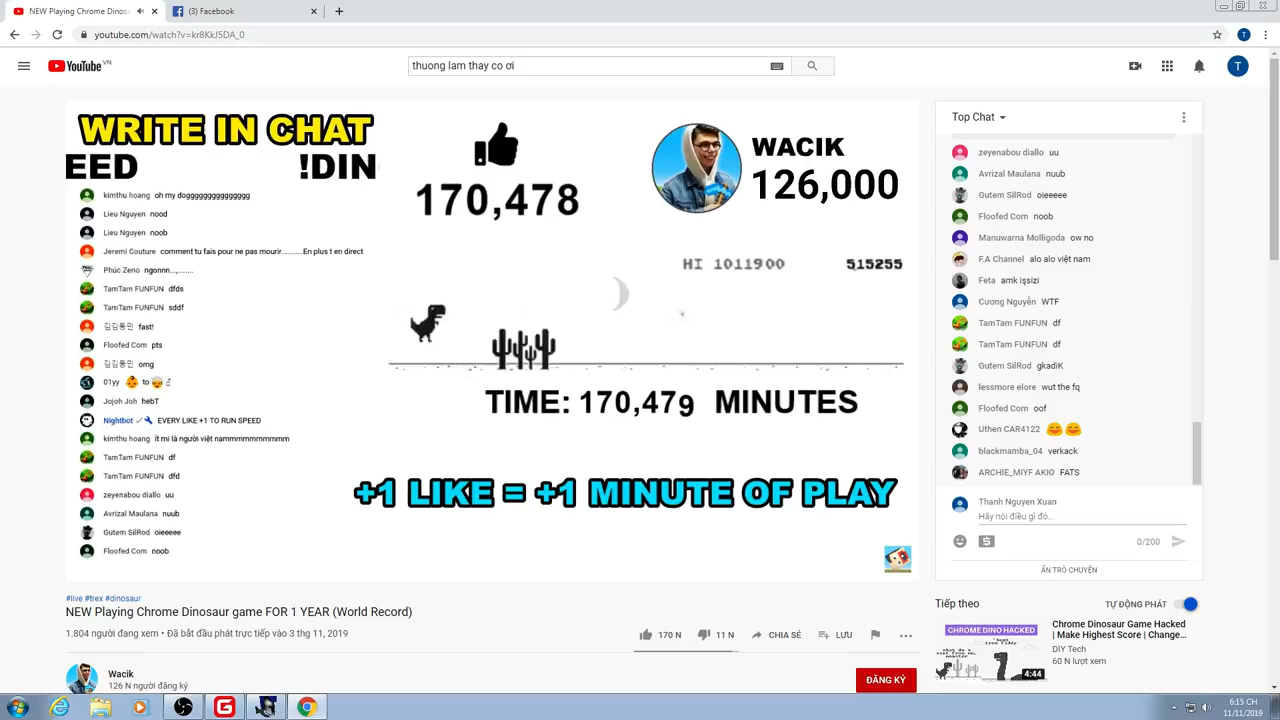 NEW Playing Chrome Dinos
(3) Facebook
youtube.com/watch?v=kr8KkJ5DA_0
T
YouTube VN
thuong lam thay co ơi
T
WRITE IN CHAT
EED !DIN
kimthu hoang oh my dogggggggggggggggg
Lieu Nguyen nood
Lieu Nguyen noob
Jeremi Couture comment tu fais pour ne pas mourir...........En plus t en direct
Phúc Zeno ngonnn...,.......
TamTam FUNFUN dfds
TamTam FUNFUN sddf
김김통민 fast!
Floofed Com pts
김김통민 omg
01yy to
Jojoh Joh hebT
Nightbot EVERY LIKE +1 TO RUN SPEED
kimthu hoang ít mi là người việt nammmmmmmmmm
TamTam FUNFUN df
TamTam FUNFUN dfd
zeyenabou diallo uu
Avrizal Maulana nuub
Gutem SilRod oieeeee
Floofed Com noob
170,478
WACIK
126,000
HI 1011900 515255
TIME: 170,479 MINUTES
+1 LIKE = +1 MINUTE OF PLAY
Top Chat
zeyenabou diallo uu
Avrizal Maulana nuub
Gutem SilRod oieeeee
Floofed Com noob
Manuwarna Molligoda ow no
F.A Channel alo alo việt nam
Feta amk işsizi
Cương Nguyễn WTF
TamTam FUNFUN df
TamTam FUNFUN df
Gutem SilRod gkadiK
lessmore elore wut the fq
Floofed Com oof
Uthen CAR4122
blackmamba_04 verkack
ARCHIE_MIYF AKIO FATS
Thanh Nguyen Xuan
Hãy nói điều gì đó...
0/200
ẨN TRÒ CHUYỆN
#live #trex #dinosaur
NEW Playing Chrome Dinosaur game FOR 1 YEAR (World Record)
1.804 người đang xem • Đã bắt đầu phát trực tiếp vào 3 thg 11, 2019
170 N
11 N
CHIA SẺ
LƯU
Wacik
126 N người đăng ký
ĐĂNG KÝ
Tiếp theo
TỰ ĐỘNG PHÁT
CHROME DINO HACKED
4:44
Chrome Dinosaur Game Hacked
| Make Highest Score | Change...
DIY Tech
60 N lượt xem
6:15 CH
11/11/2019